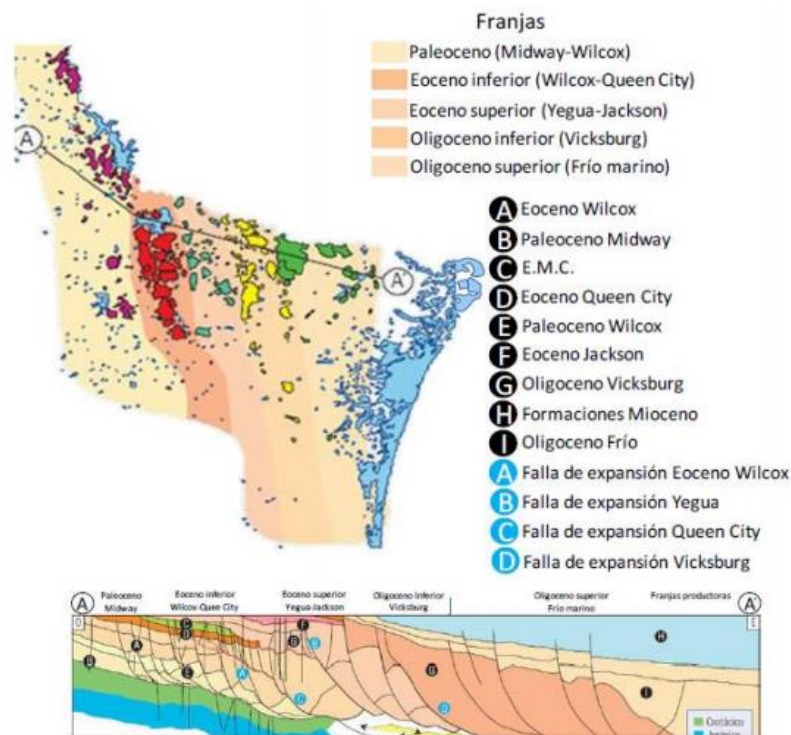 Franjas
Paleoceno (Midway-Wilcox)
Eoceno inferior (Wilcox-Queen City)
Eoceno superior (Yegua-Jackson)
Oligoceno inferior (Vicksburg)
Oligoceno superior (Frío marino)
A
A'
A Eoceno Wilcox
B Paleoceno Midway
C E.M.C.
D Eoceno Queen City
E Paleoceno Wilcox
F Eoceno Jackson
G Oligoceno Vicksburg
H Formaciones Mioceno
I Oligoceno Frío
A Falla de expansión Eoceno Wilcox
B Falla de expansión Yegua
C Falla de expansión Queen City
D Falla de expansión Vicksburg
A Paleoceno Eoceno inferior Eoceno superior Oligoceno inferior Oligoceno superior Franjas productoras A'
Midway Wilcox-Quee City Yegua-Jackson Vicksburg Frio marino
O E
C F
D G B H
A
B E A G I
C D
Cretácico